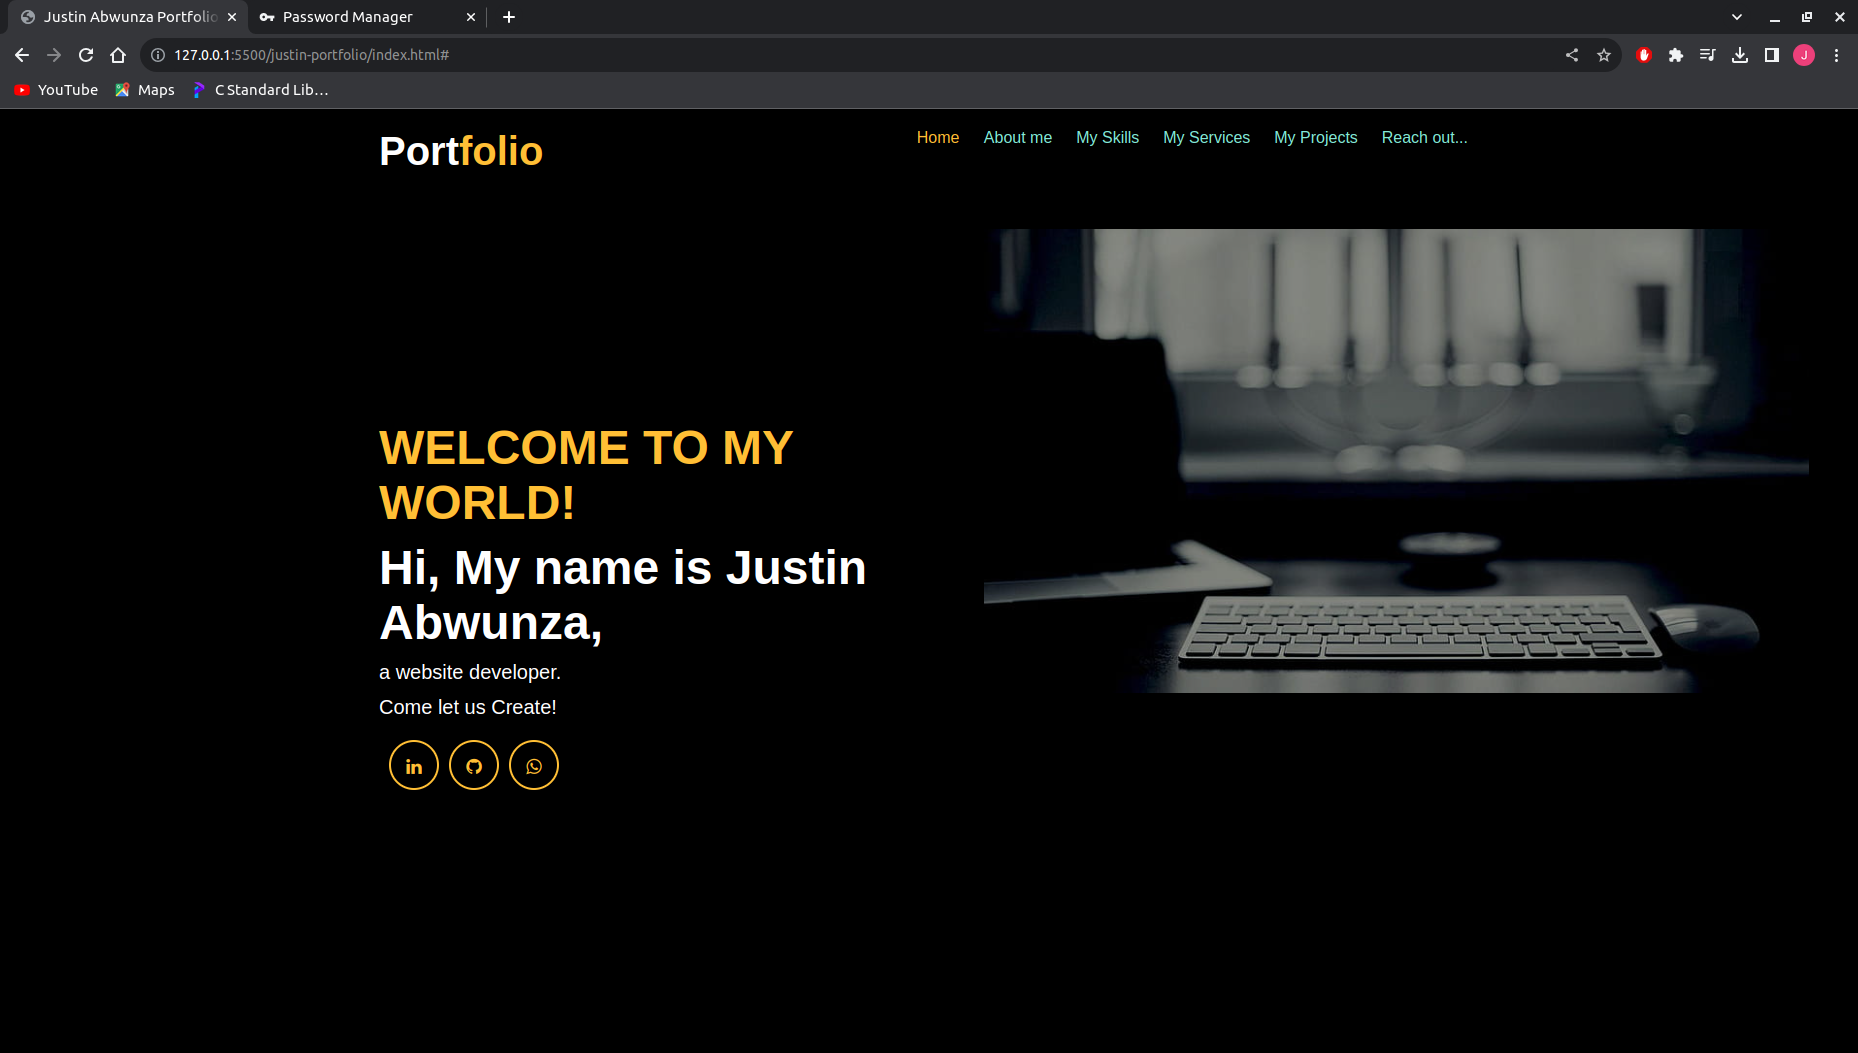 Justin Abwunza Portfolio
Password Manager
127.0.0.1:5500/justin-portfolio/index.html#
J
YouTube
Maps
C Standard Lib…
Portfolio
Home
About me
My Skills
My Services
My Projects
Reach out...
WELCOME TO MY
WORLD!
Hi, My name is Justin
Abwunza,
a website developer.
Come let us Create!
in